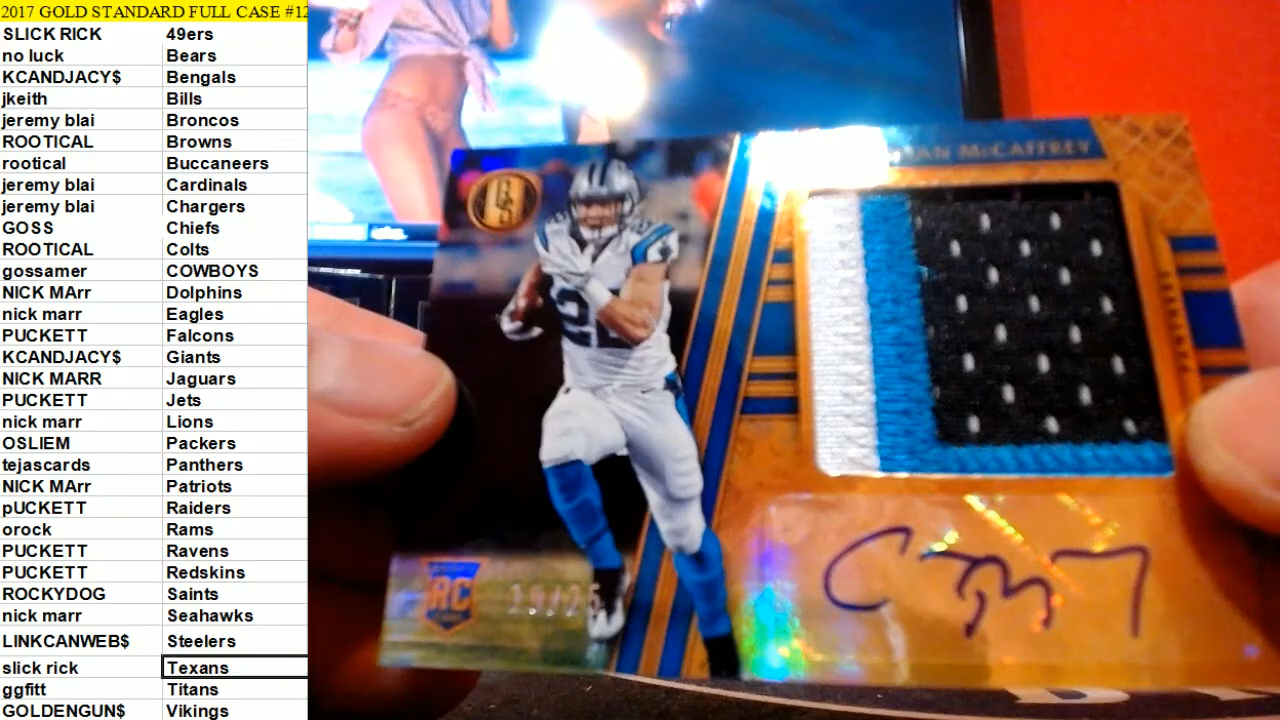 2017 GOLD STANDARD FULL CASE #12
SLICK RICK 49ers
no luck Bears
KCANDJACY$ Bengals
jkeith Bills
jeremy blai Broncos
ROOTICAL Browns
rootical Buccaneers
jeremy blai Cardinals
jeremy blai Chargers
GOSS Chiefs
ROOTICAL Colts
gossamer COWBOYS
NICK MArr Dolphins
nick marr Eagles
PUCKETT Falcons
KCANDJACY$ Giants
NICK MARR Jaguars
PUCKETT Jets
nick marr Lions
OSLIEM Packers
tejascards Panthers
NICK MArr Patriots
pUCKETT Raiders
orock Rams
PUCKETT Ravens
PUCKETT Redskins
ROCKYDOG Saints
nick marr Seahawks
LINKCANWEB$ Steelers
slick rick Texans
ggfitt Titans
GOLDENGUN$ Vikings
McCAFFREY
RC